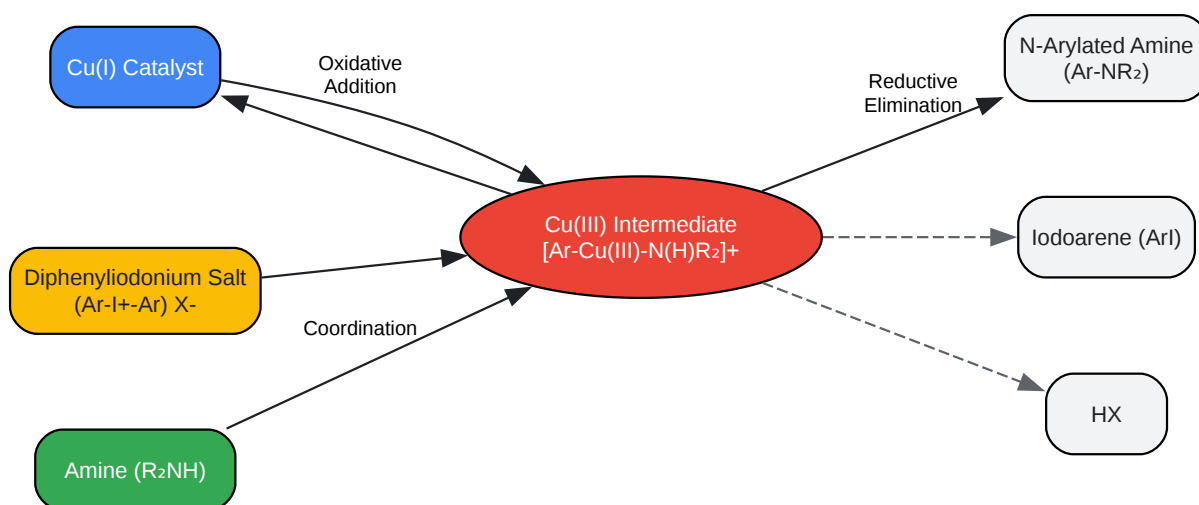 Cu(I) Catalyst
Oxidative
Addition
N-Arylated Amine
(Ar-NR₂)
Reductive
Elimination
Cu(III) Intermediate
[Ar-Cu(III)-N(H)R₂]+
Iodoarene (ArI)
Diphenyliodonium Salt
(Ar-I+-Ar) X-
Coordination
HX
Amine (R₂NH)